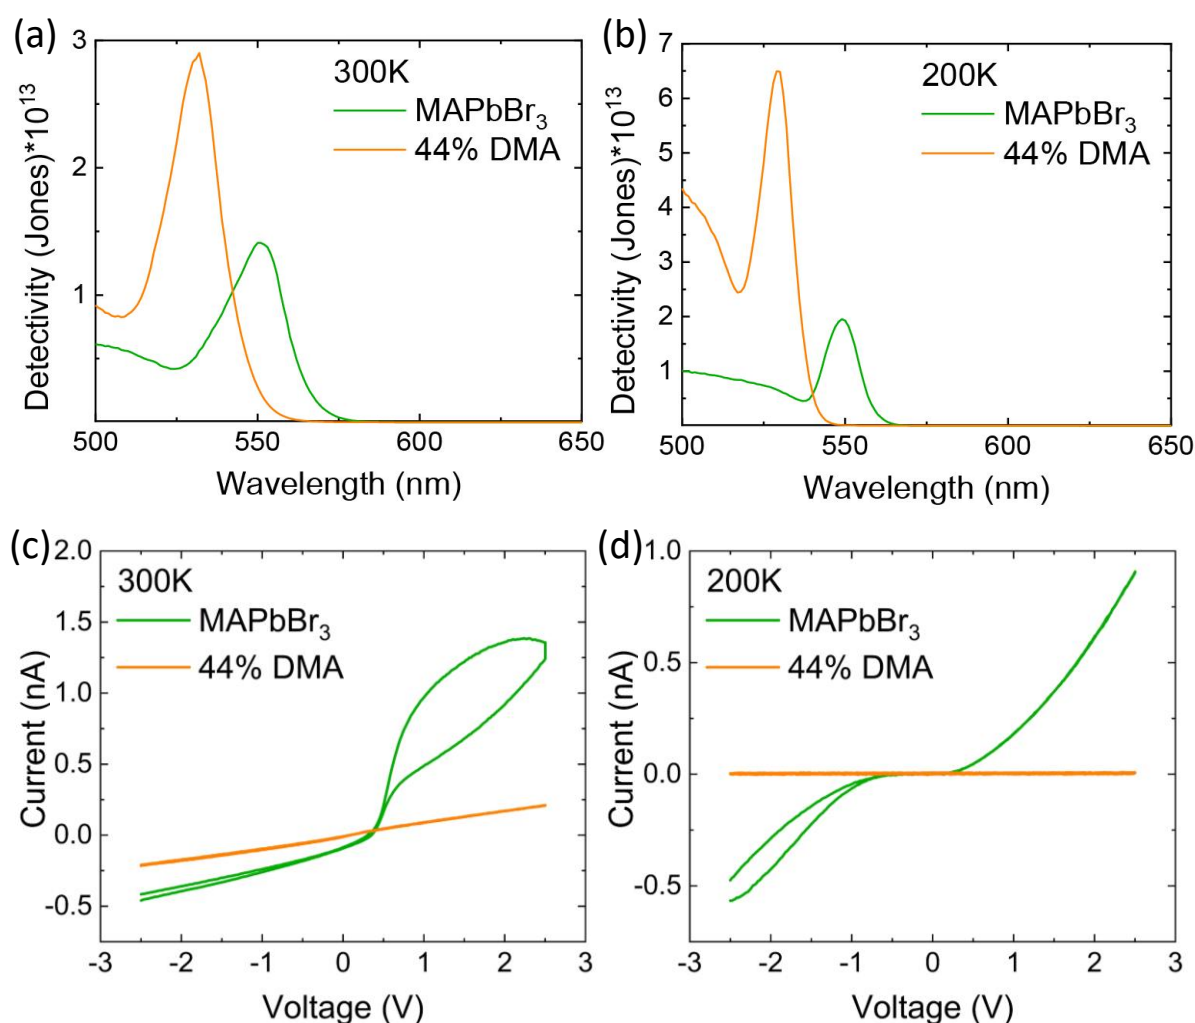 (a)
3
2
1
Detectivity (Jones)*10¹³
300K
MAPbBr₃
44% DMA
500 550 600 650
Wavelength (nm)
(b)
7
6
5
4
3
2
1
Detectivity (Jones)*10¹³
200K
MAPbBr₃
44% DMA
500 550 600 650
Wavelength (nm)
(c)
2.0
1.5
1.0
0.5
0.0
-0.5
Current (nA)
300K
MAPbBr₃
44% DMA
-3 -2 -1 0 1 2 3
Voltage (V)
(d)
1.0
0.5
0.0
-0.5
Current (nA)
200K
MAPbBr₃
44% DMA
-3 -2 -1 0 1 2 3
Voltage (V)